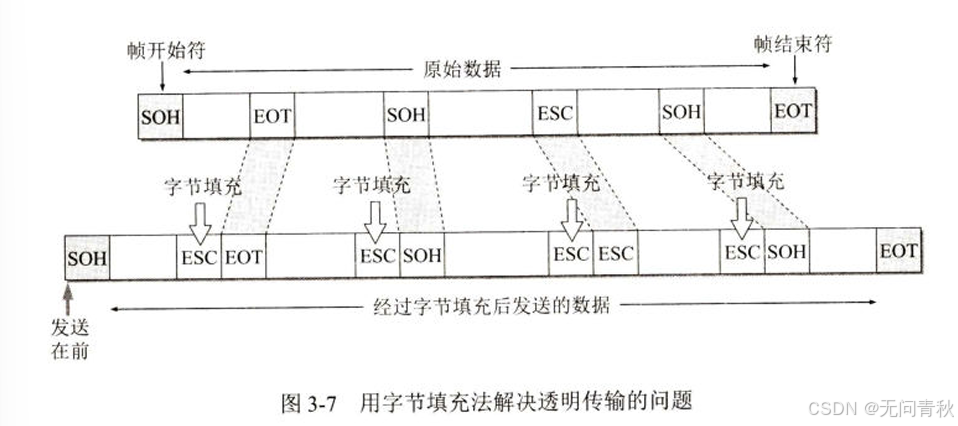 帧开始符
帧结束符
原始数据
SOH EOT SOH ESC SOH EOT
字节填充 字节填充 字节填充 字节填充
SOH ESC EOT ESC SOH ESC ESC ESC SOH EOT
经过字节填充后发送的数据
发送
在前
图 3-7 用字节填充法解决透明传输的问题
CSDN @无问青秋